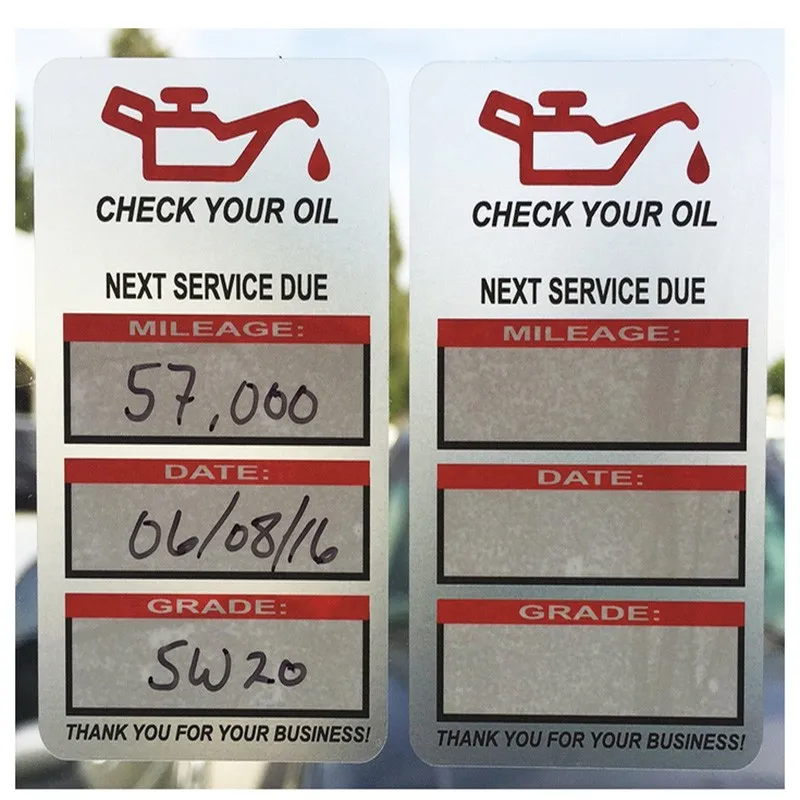 CHECK YOUR OIL
NEXT SERVICE DUE
MILEAGE:
57,000
DATE:
06/08/16
GRADE:
5W20
THANK YOU FOR YOUR BUSINESS!
CHECK YOUR OIL
NEXT SERVICE DUE
MILEAGE:
DATE:
GRADE:
THANK YOU FOR YOUR BUSINESS!